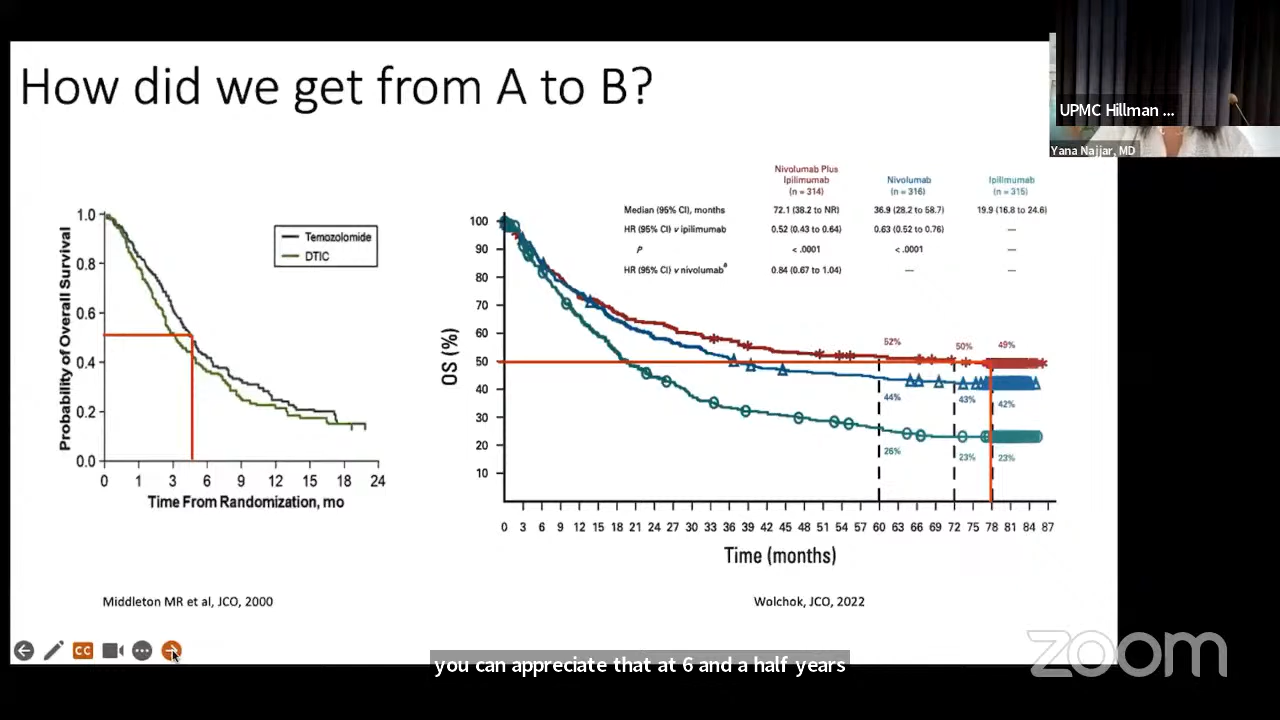 How did we get from A to B?
UPMC Hillman ...
Yana Najjar, MD
1.0
0.8
0.6
0.4
0.2
0.0
Probability of Overall Survival
Temozolomide
DTIC
0 1 3 6 9 12 15 18 24
Time From Randomization, mo
Middleton MR et al, JCO, 2000
Nivolumab Plus Ipilimumab (n = 314)
Nivolumab (n = 316)
Ipilimumab (n = 315)
Median (95% CI), months 72.1 (38.2 to NR) 36.9 (28.2 to 58.7) 19.9 (16.8 to 24.6)
HR (95% CI) v ipilimumab 0.52 (0.43 to 0.64) 0.63 (0.52 to 0.76) —
P < .0001 < .0001 —
HR (95% CI) v nivolumabᵃ 0.84 (0.67 to 1.04) — —
100
90
80
70
60
50
40
30
20
10
OS (%)
52% 50% 49%
44% 43% 42%
26% 23% 23%
0 3 6 9 12 15 18 21 24 27 30 33 36 39 42 45 48 51 54 57 60 63 66 69 72 75 78 81 84 87
Time (months)
Wolchok, JCO, 2022
CC
you can appreciate that at 6 and a half years
zoom